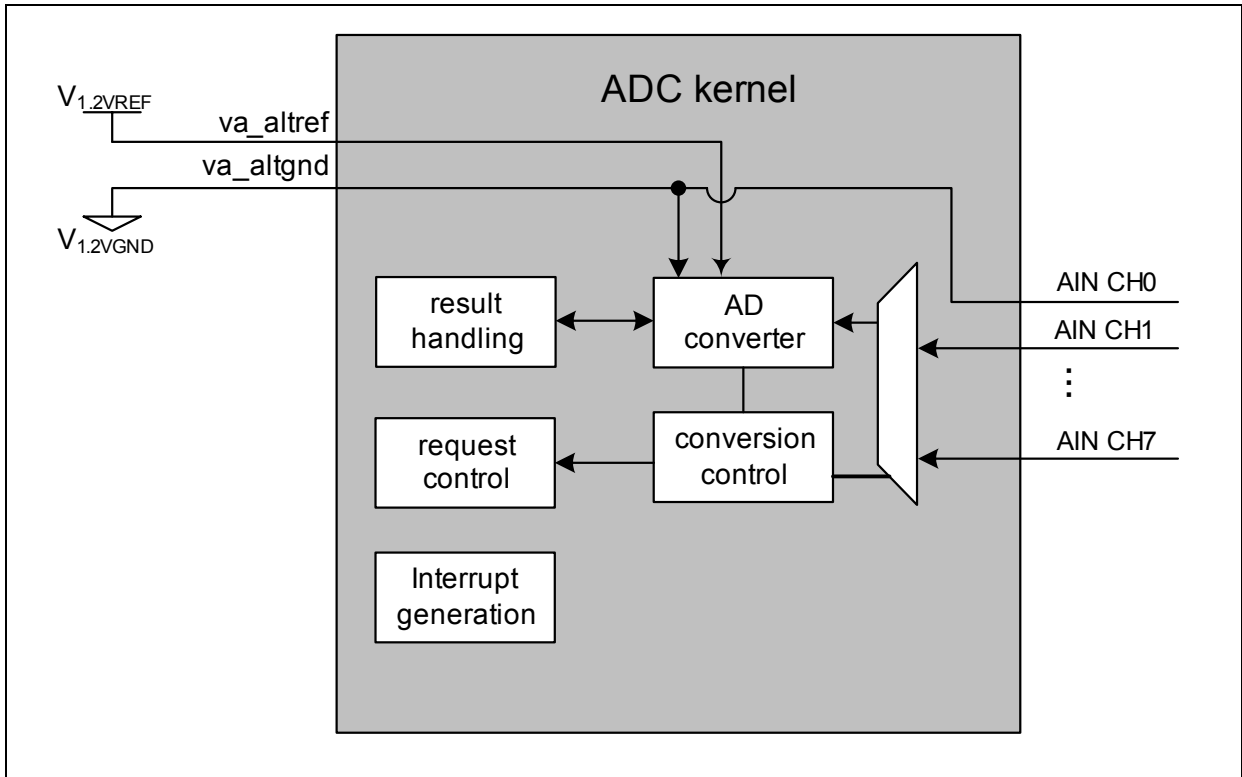 ADC kernel
V1.2VREF
va_altref
va_altgnd
V1.2VGND
result
handling
AD
converter
AIN CH0
AIN CH1
⋮
AIN CH7
request
control
conversion
control
Interrupt
generation